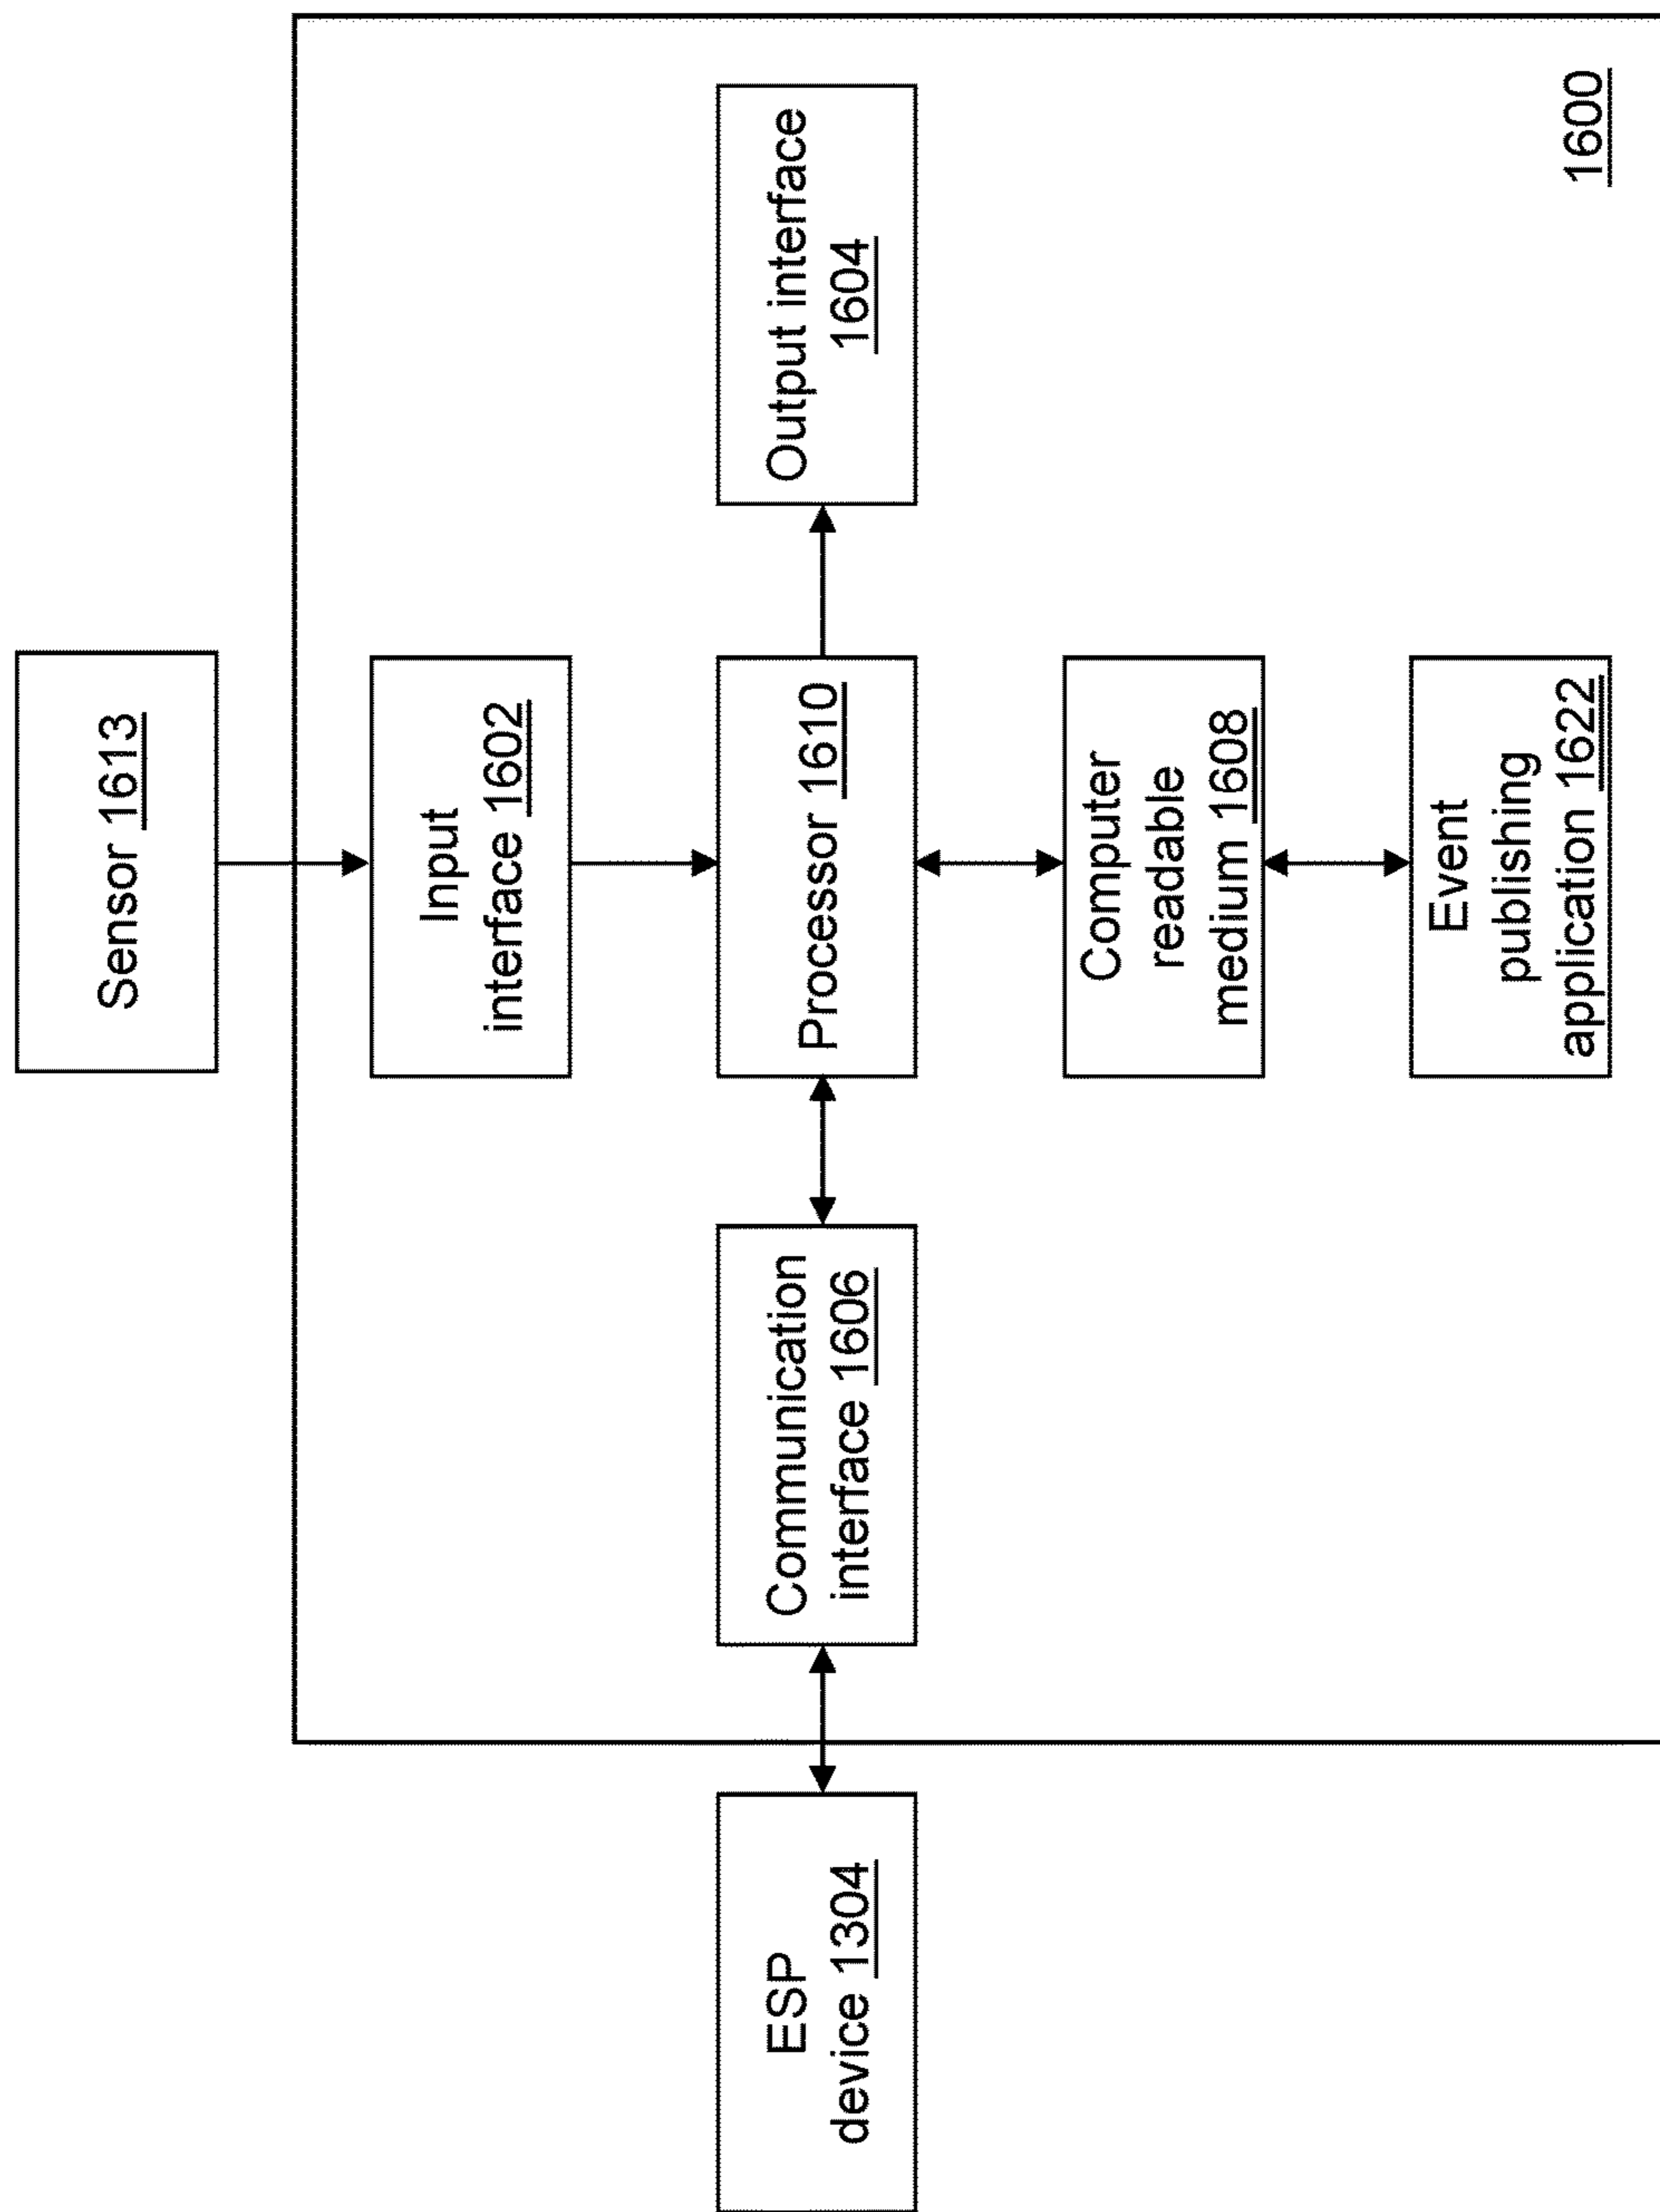 Sensor 1613
Input
interface 1602
ESP
device 1304
Communication
interface 1606
Processor 1610
Output interface
1604
Computer
readable
medium 1608
Event
publishing
application 1622
1600